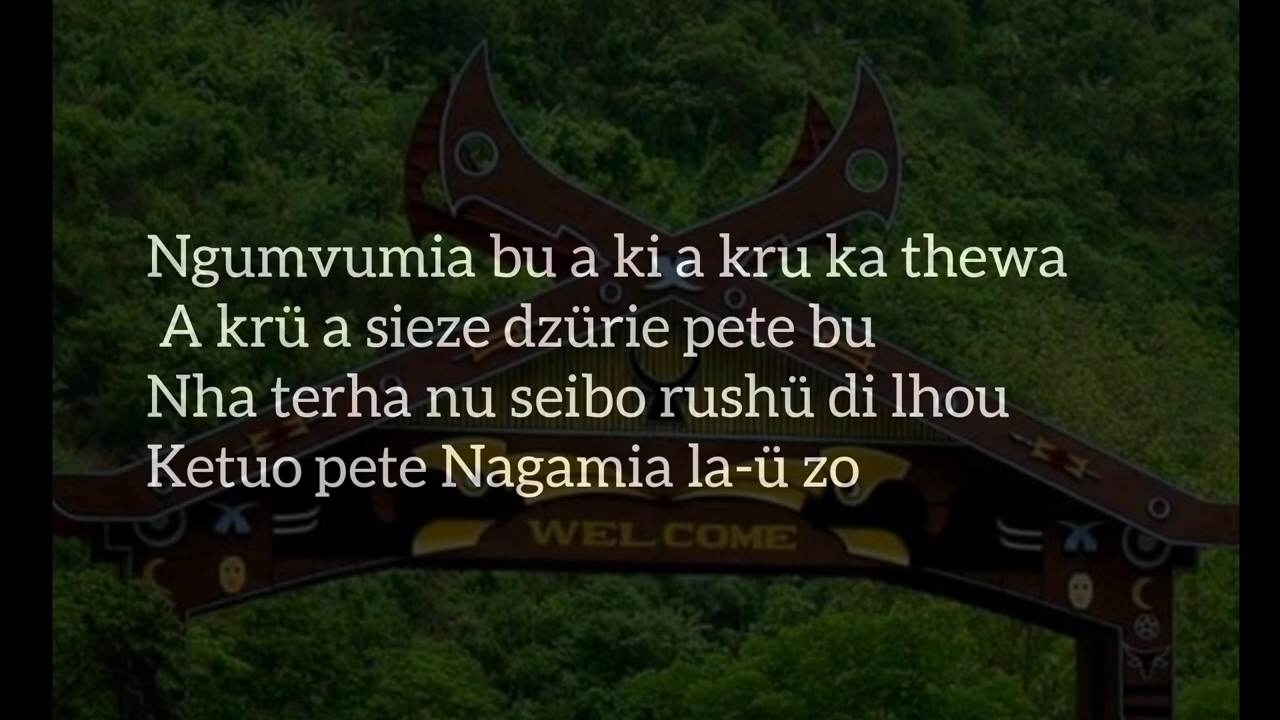 Ngumvumia bu a ki a kru ka thewa
A krü a sieze dzürie pete bu
Nha terha nu seibo rushü di lhou
Ketuo pete Nagamia la-ü zo
WELCOME